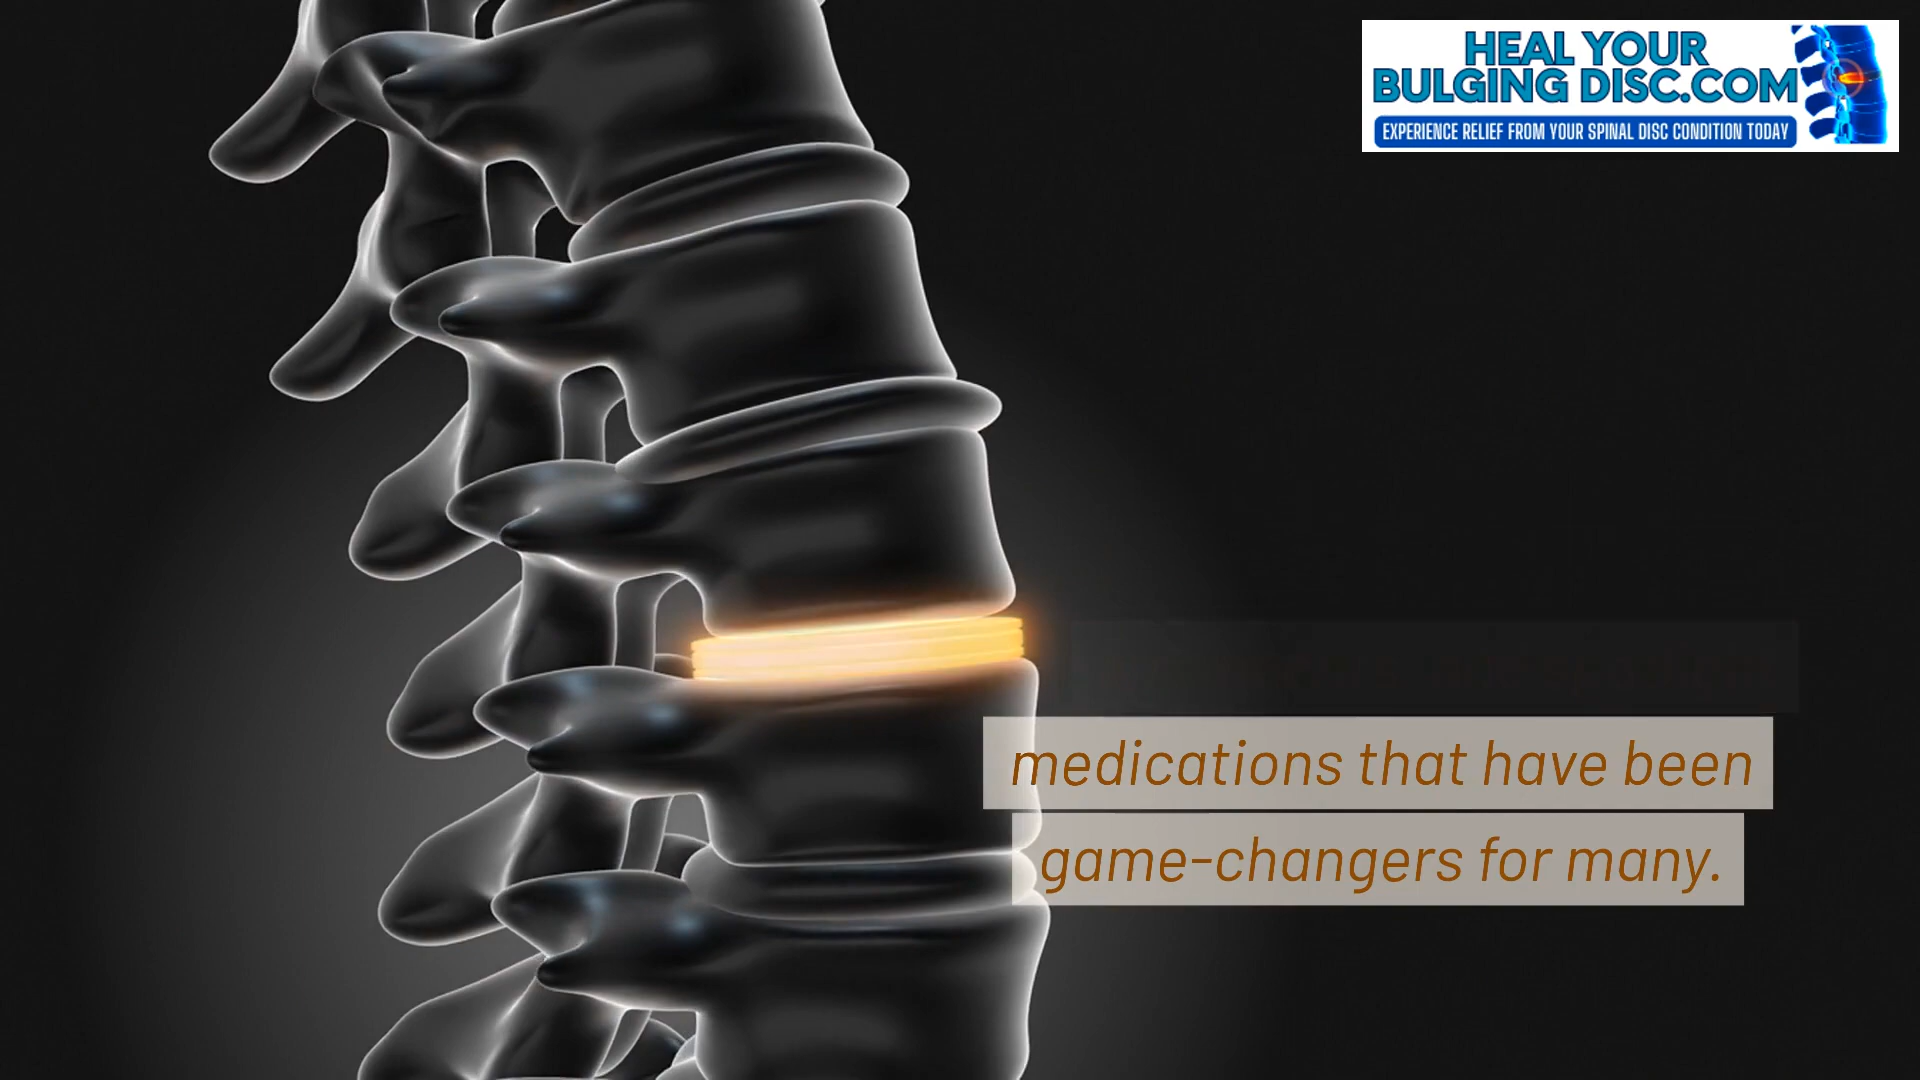 HEAL YOUR
BULGING DISC.COM
EXPERIENCE RELIEF FROM YOUR SPINAL DISC CONDITION TODAY
medications that have been
game-changers for many.